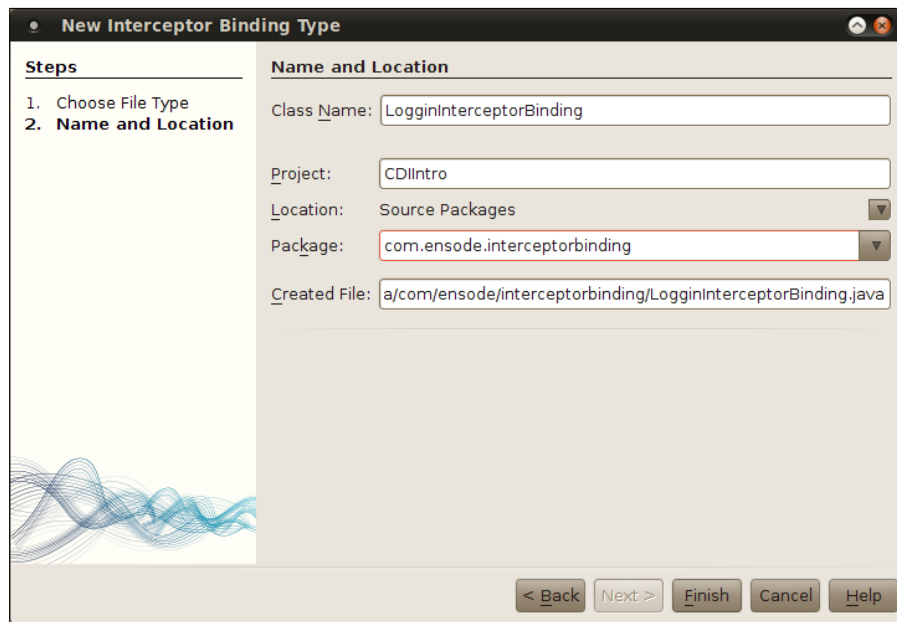 New Interceptor Binding Type
Steps
1. Choose File Type
2. Name and Location
Name and Location
Class Name: LogginInterceptorBinding
Project: CDIIntro
Location: Source Packages
Package: com.ensode.interceptorbinding
Created File: a/com/ensode/interceptorbinding/LogginInterceptorBinding.java
< Back Next > Finish Cancel Help